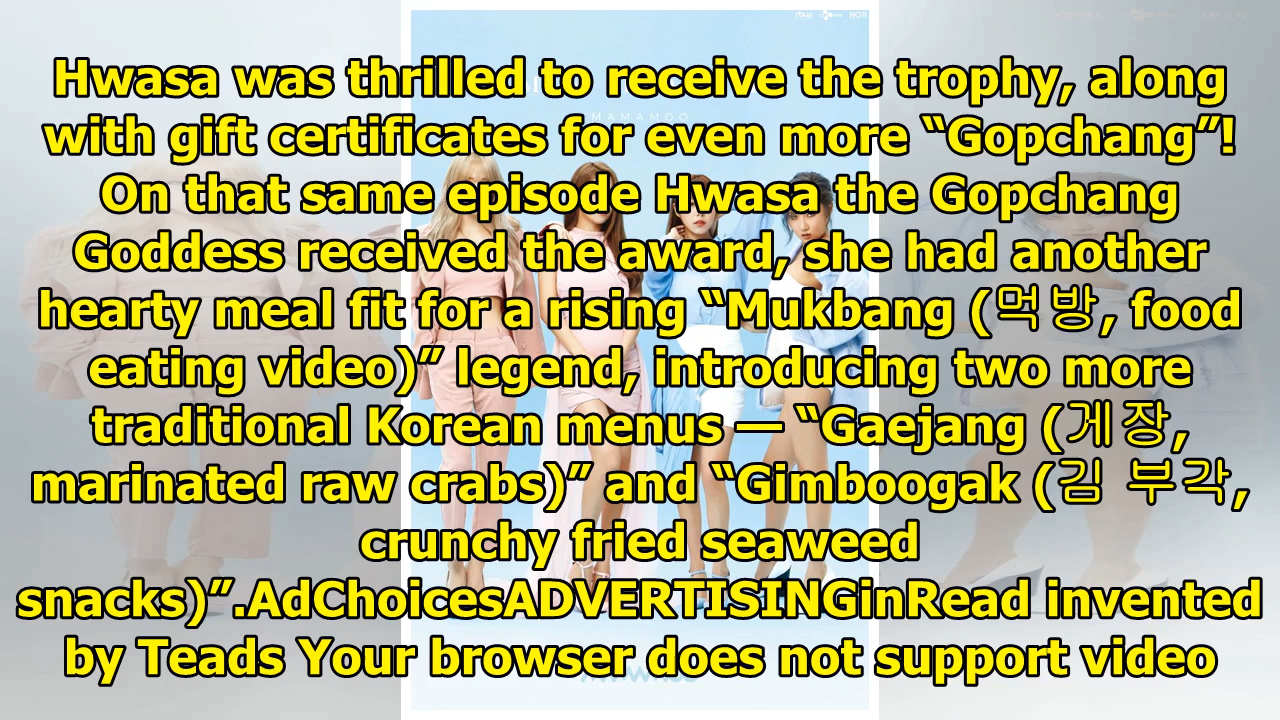 Hwasa was thrilled to receive the trophy, along
with gift certificates for even more “Gopchang”!
On that same episode Hwasa the Gopchang
Goddess received the award, she had another
hearty meal fit for a rising “Mukbang (먹방, food
eating video)” legend, introducing two more
traditional Korean menus — “Gaejang (게장,
marinated raw crabs)” and “Gimboogak (김 부각,
crunchy fried seaweed
snacks)”.AdChoicesADVERTISINGinRead invented
by Teads Your browser does not support video
MAMAMOO